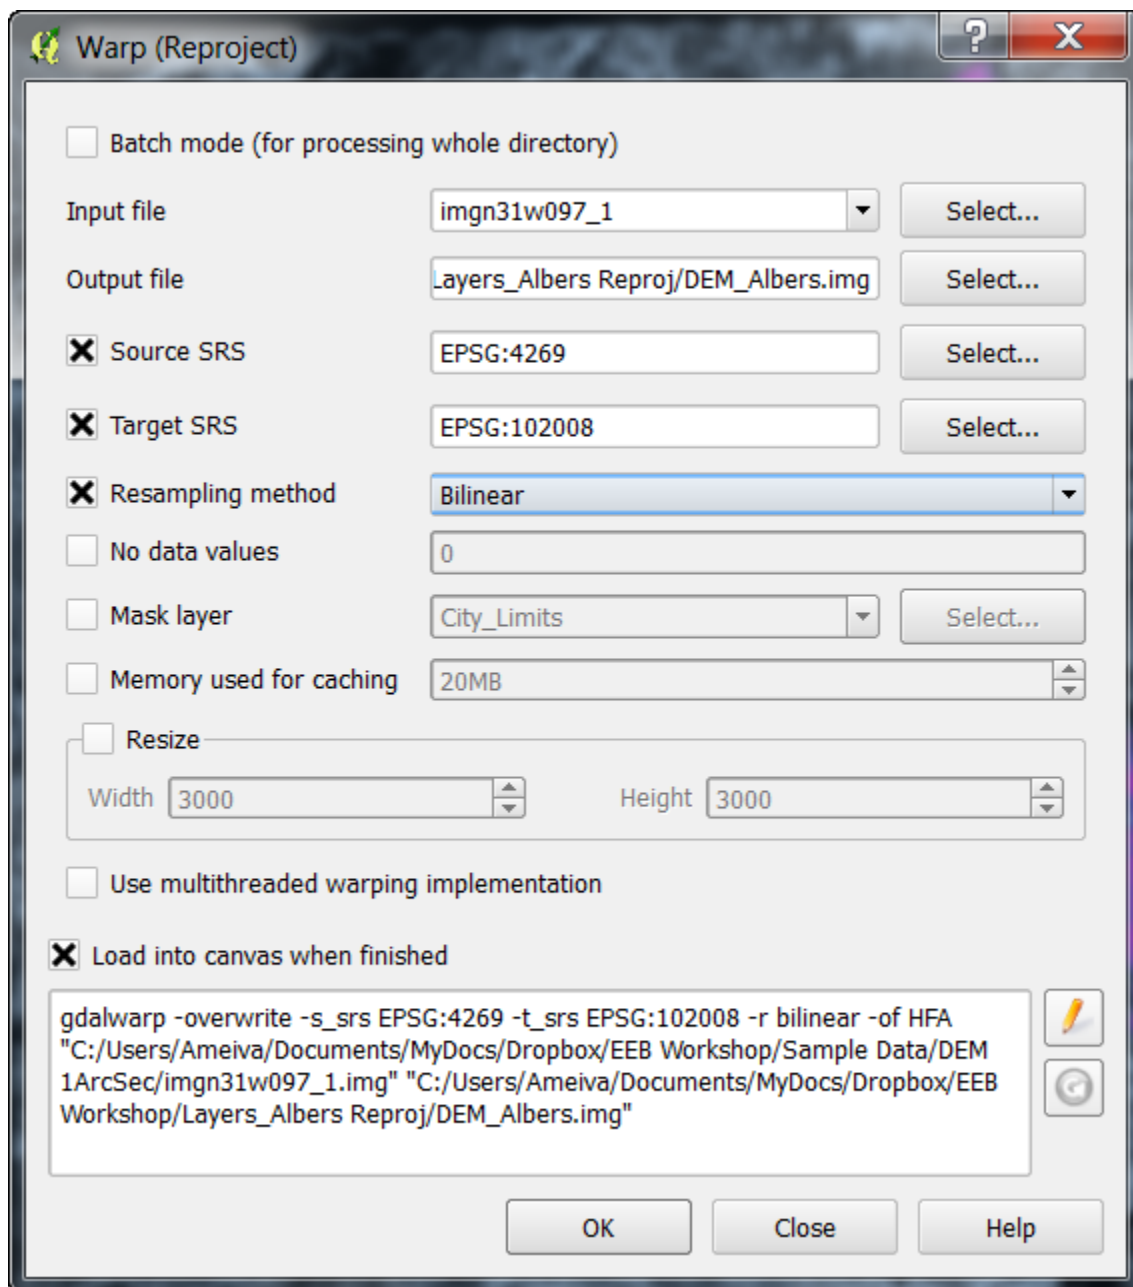 Warp (Reproject)
Batch mode (for processing whole directory)
Input file imgn31w097_1 Select...
Output file Layers_Albers Reproj/DEM_Albers.img Select...
Source SRS EPSG:4269 Select...
Target SRS EPSG:102008 Select...
Resampling method Bilinear
No data values 0
Mask layer City_Limits Select...
Memory used for caching 20MB
Resize
Width 3000 Height 3000
Use multithreaded warping implementation
Load into canvas when finished
gdalwarp -overwrite -s_srs EPSG:4269 -t_srs EPSG:102008 -r bilinear -of HFA
"C:/Users/Ameiva/Documents/MyDocs/Dropbox/EEB Workshop/Sample Data/DEM
1ArcSec/imgn31w097_1.img" "C:/Users/Ameiva/Documents/MyDocs/Dropbox/EEB
Workshop/Layers_Albers Reproj/DEM_Albers.img"
OK Close Help